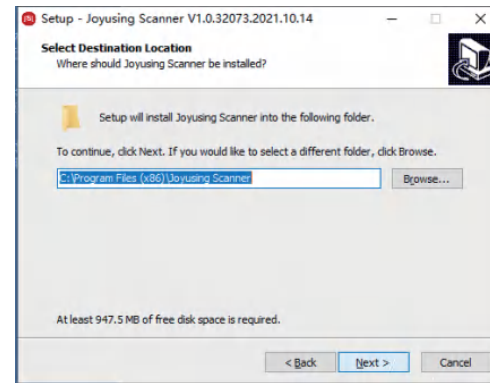 Setup - Joyusing Scanner V1.0.32073.2021.10.14
Select Destination Location
Where should Joyusing Scanner be installed?
Setup will install Joyusing Scanner into the following folder.
To continue, click Next. If you would like to select a different folder, click Browse.
C:\Program Files (x86)\Joyusing Scanner
Browse...
At least 947.5 MB of free disk space is required.
< Back Next > Cancel